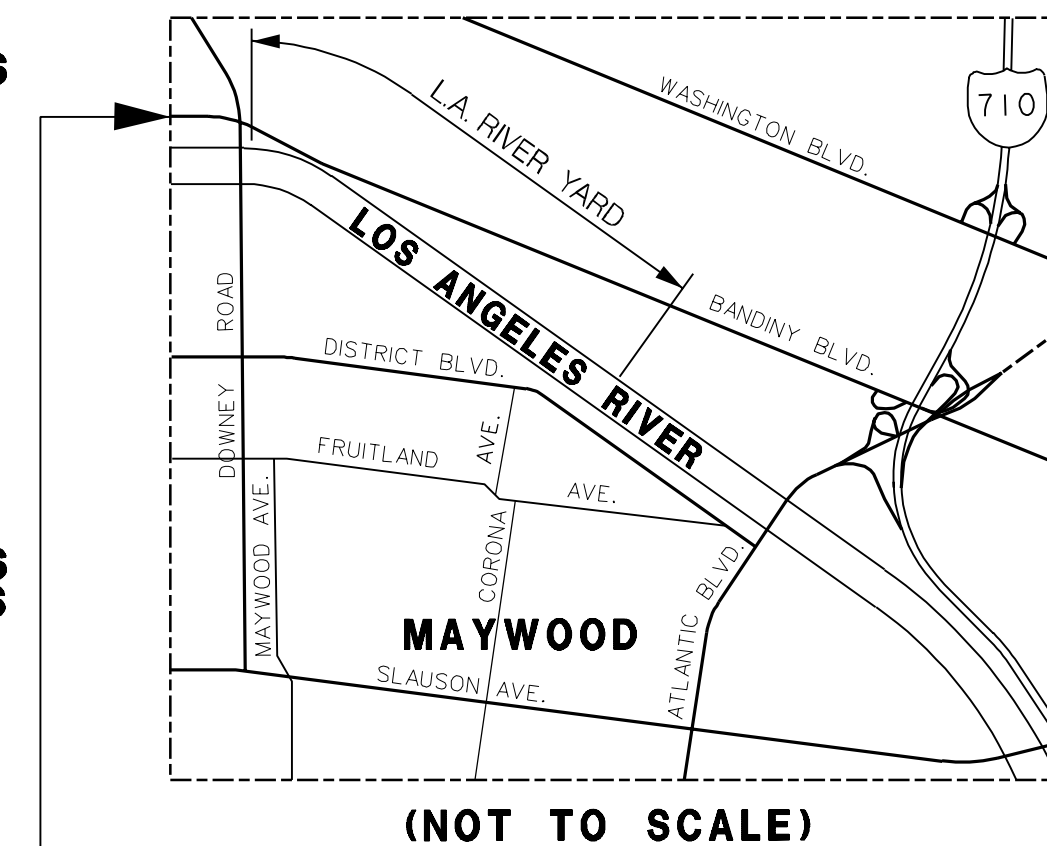 WASHINGTON BLVD.
710
L.A. RIVER YARD
LOS ANGELES RIVER
BANDINY BLVD.
DOWNEY ROAD
DISTRICT BLVD.
FRUITLAND AVE.
CORONA AVE.
MAYWOOD AVE.
ATLANTIC BLVD.
MAYWOOD
SLAUSON AVE.
(NOT TO SCALE)